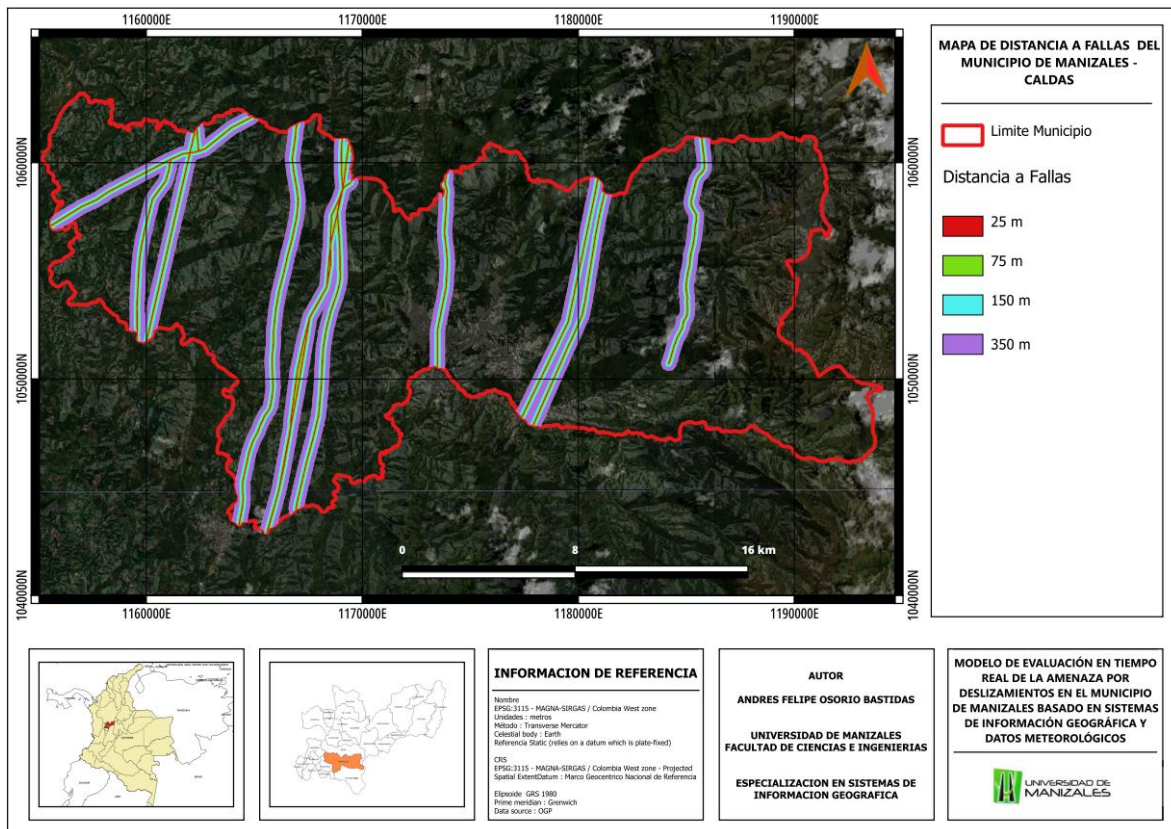 1160000E 1170000E 1180000E 1190000E
1060000N
1050000N
1040000N
1060000N
1050000N
1040000N
0 8 16 km
1160000E 1170000E 1180000E 1190000E
MAPA DE DISTANCIA A FALLAS DEL
MUNICIPIO DE MANIZALES -
CALDAS
Limite Municipio
Distancia a Fallas
25 m
75 m
150 m
350 m
INFORMACION DE REFERENCIA
Nombre
EPSG:3115 - MAGNA-SIRGAS / Colombia West zone
Unidades : metros
Método : Transverse Mercator
Celestial body : Earth
Referencia Static (relies on a datum which is plate-fixed)
CRS
EPSG:3115 - MAGNA-SIRGAS / Colombia West zone - Projected
Spatial ExtentDatum : Marco Geocentrico Nacional de Referencia
Elipsoide GRS 1980
Prime meridian : Grenwich
Data source : OGP
AUTOR
ANDRES FELIPE OSORIO BASTIDAS
UNIVERSIDAD DE MANIZALES
FACULTAD DE CIENCIAS E INGENIERIAS
ESPECIALIZACION EN SISTEMAS DE
INFORMACION GEOGRAFICA
MODELO DE EVALUACIÓN EN TIEMPO
REAL DE LA AMENAZA POR
DESLIZAMIENTOS EN EL MUNICIPIO
DE MANIZALES BASADO EN SISTEMAS
DE INFORMACIÓN GEOGRÁFICA Y
DATOS METEOROLÓGICOS
UNIVERSIDAD DE
MANIZALES